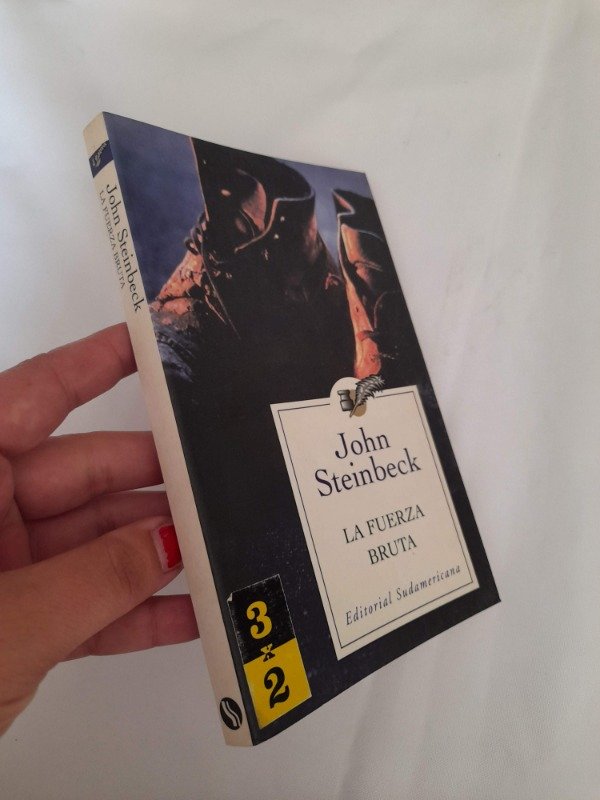 John
Steinbeck
LA FUERZA
BRUTA
Editorial Sudamericana
3
x
2
John Steinbeck
LA FUERZA BRUTA